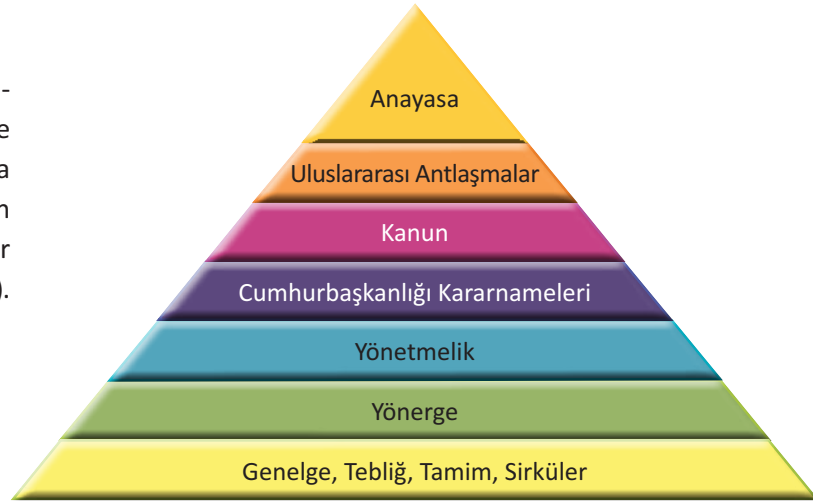 -
e
a
n
r
).
Anayasa
Uluslararası Antlaşmalar
Kanun
Cumhurbaşkanlığı Kararnameleri
Yönetmelik
Yönerge
Genelge, Tebliğ, Tamim, Sirküler